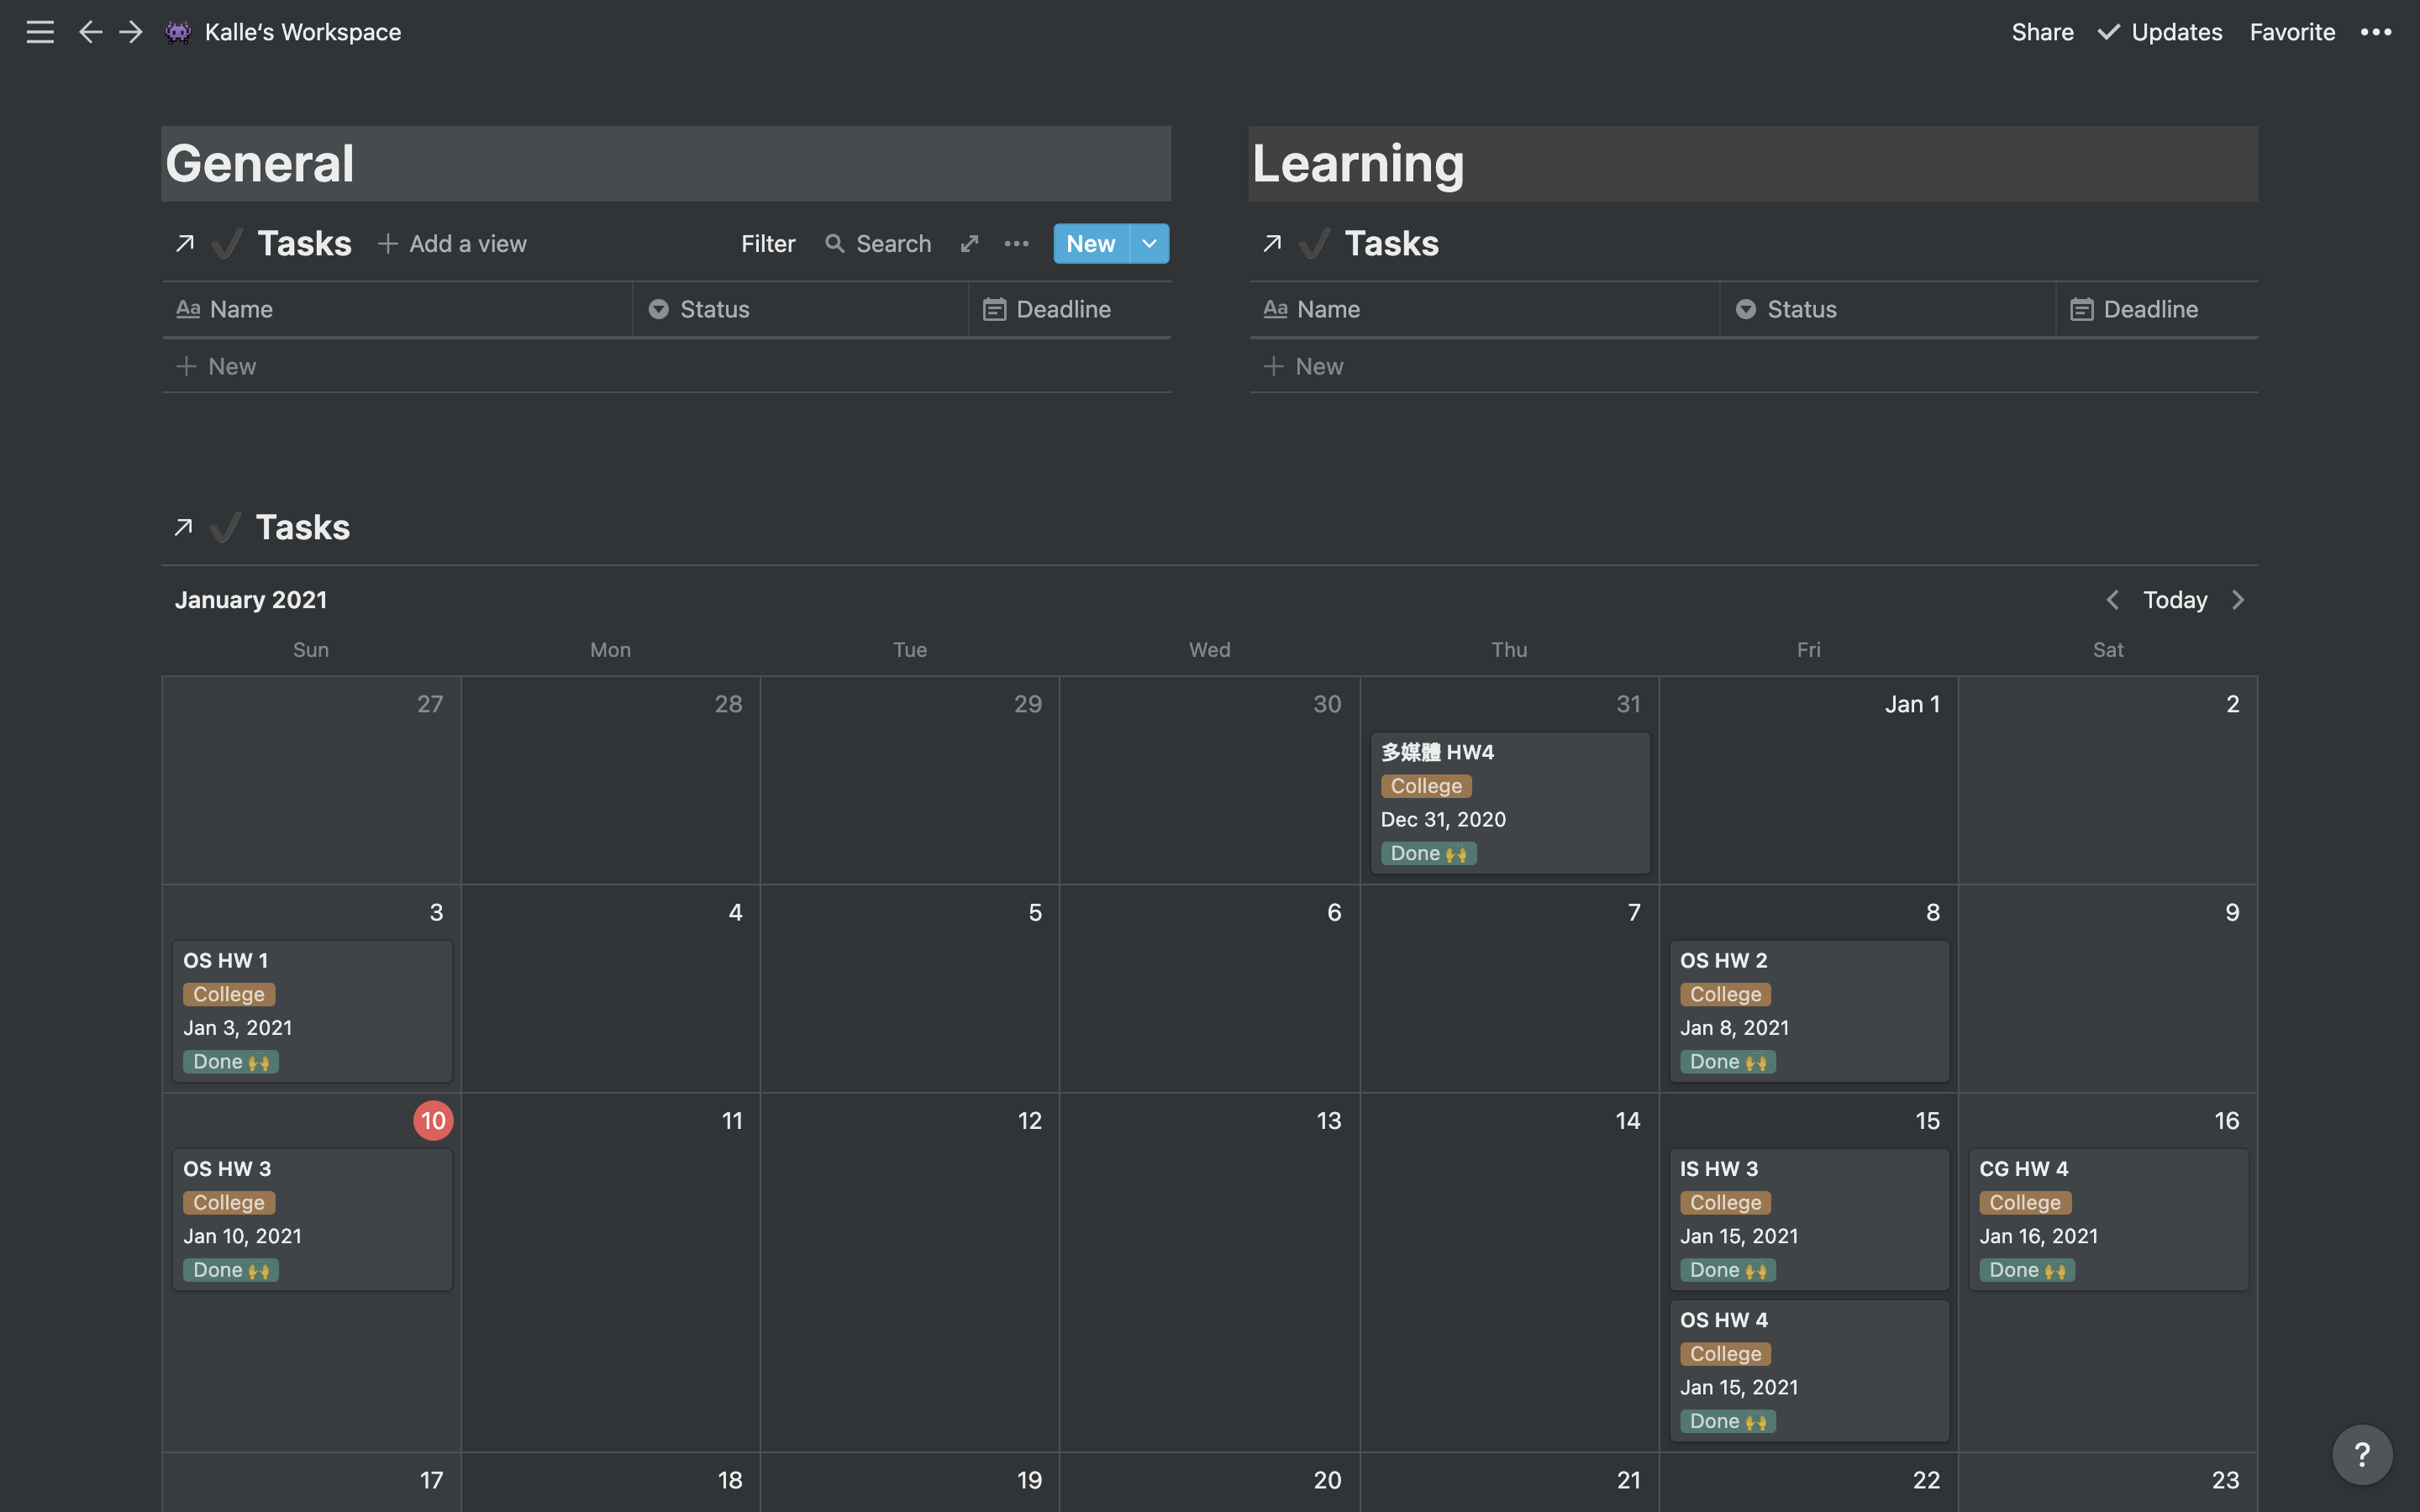 Kalle‘s Workspace
Share Updates Favorite
General
Tasks Add a view Filter Search New
Aa Name Status Deadline
New
Learning
Tasks
Aa Name Status Deadline
New
Tasks
January 2021 Today
Sun Mon Tue Wed Thu Fri Sat
27 28 29 30 31 Jan 1 2
多媒體 HW4
College
Dec 31, 2020
Done 🙌
3 4 5 6 7 8 9
OS HW 1
College
Jan 3, 2021
Done 🙌
OS HW 2
College
Jan 8, 2021
Done 🙌
10 11 12 13 14 15 16
OS HW 3
College
Jan 10, 2021
Done 🙌
IS HW 3
College
Jan 15, 2021
Done 🙌
OS HW 4
College
Jan 15, 2021
Done 🙌
CG HW 4
College
Jan 16, 2021
Done 🙌
17 18 19 20 21 22 23
?